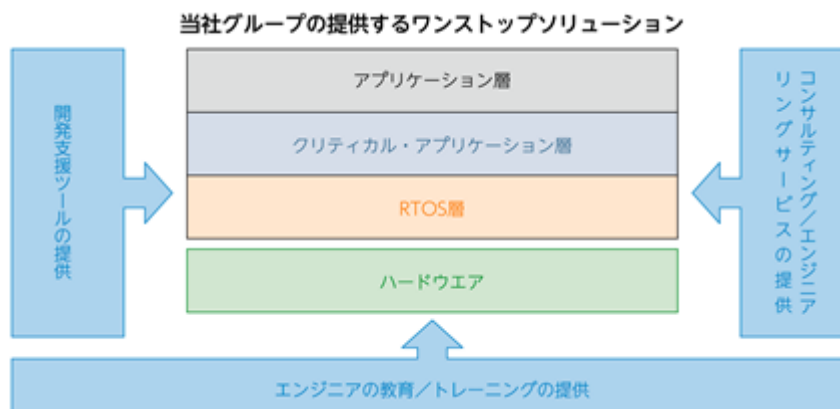 当社グループの提供するワンストップソリューション
アプリケーション層
クリティカル・アプリケーション層
RTOS層
ハードウエア
開発支援ツールの提供
コンサルティング／エンジニア
リングサービスの提供
エンジニアの教育／トレーニングの提供